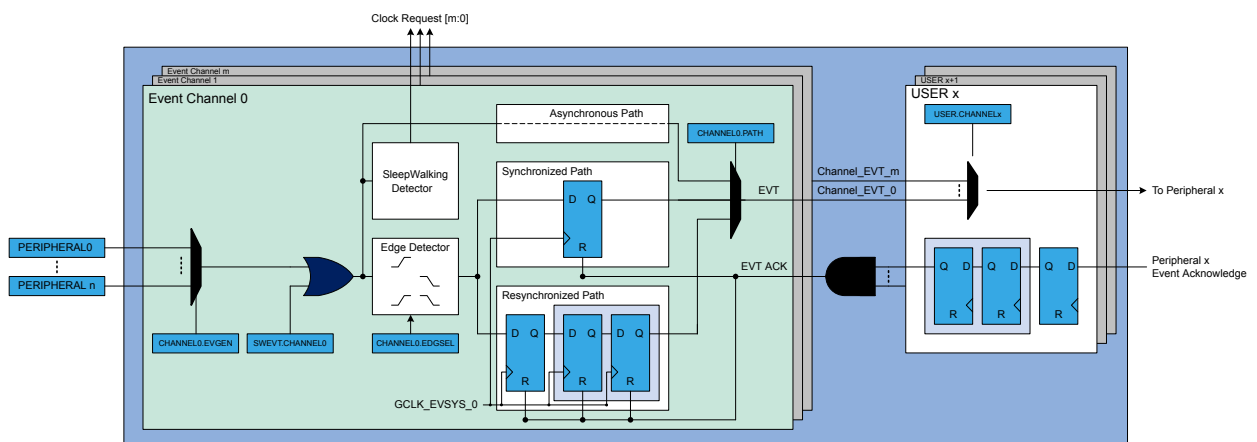 Clock Request [m:0]
Event Channel m
Event Channel 1
Event Channel 0
USER x+1
USER x
Asynchronous Path
CHANNEL0.PATH
USER.CHANNELx
SleepWalking
Detector
Synchronized Path
D Q
R
EVT
Channel_EVT_m
Channel_EVT_0
To Peripheral x
PERIPHERAL0
PERIPHERAL n
Edge Detector
EVT ACK
Q D
R
Q D
R
Q D
R
Peripheral x
Event Acknowledge
Resynchronized Path
D Q
R
D Q
R
D Q
R
CHANNEL0.EVGEN
SWEVT.CHANNEL0
CHANNEL0.EDGSEL
GCLK_EVSYS_0